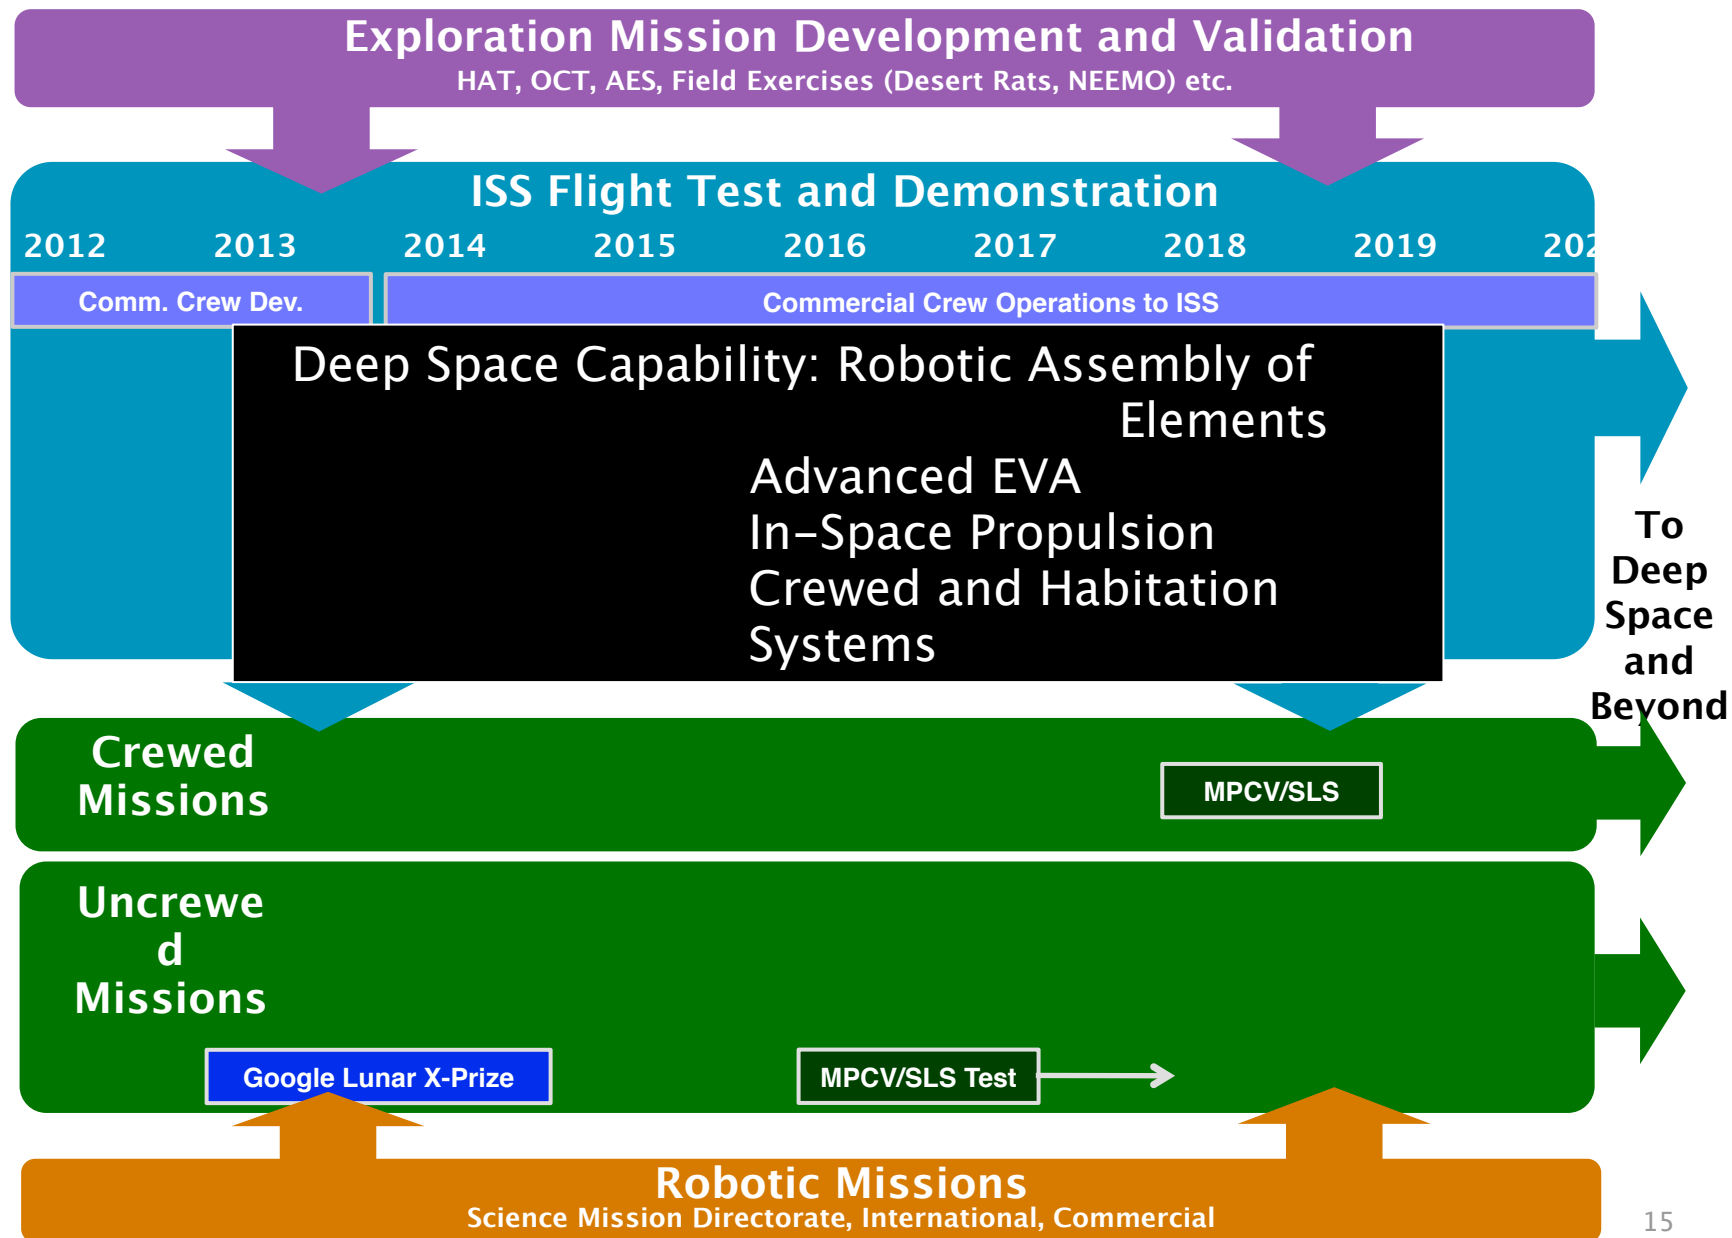 Exploration Mission Development and Validation
HAT, OCT, AES, Field Exercises (Desert Rats, NEEMO) etc.
ISS Flight Test and Demonstration
2012 2013 2014 2015 2016 2017 2018 2019 202
Comm. Crew Dev. Commercial Crew Operations to ISS
Deep Space Capability: Robotic Assembly of
Elements
Advanced EVA
In-Space Propulsion
Crewed and Habitation
Systems
To
Deep
Space
and
Beyond
Crewed
Missions
MPCV/SLS
Uncrewe
d
Missions
Google Lunar X-Prize MPCV/SLS Test
Robotic Missions
Science Mission Directorate, International, Commercial
15